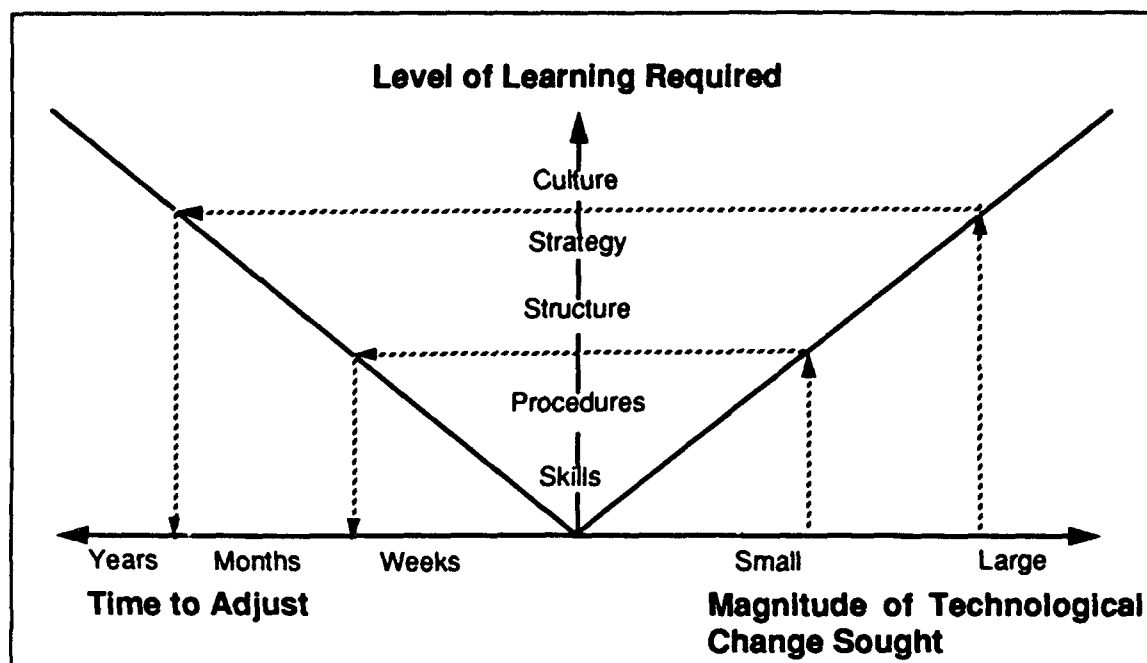 Level of Learning Required
Culture
Strategy
Structure
Procedures
Skills
Years Months Weeks Small Large
Time to Adjust
Magnitude of Technological
Change Sought